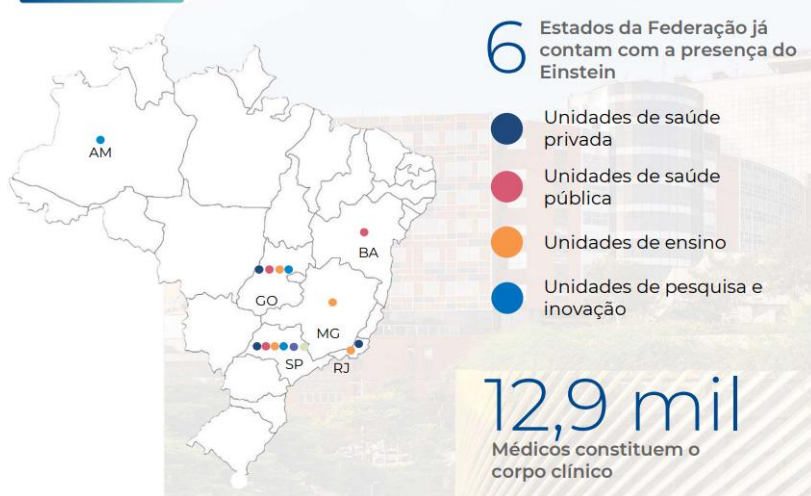 6
Estados da Federação já
contam com a presença do
Einstein
Unidades de saúde
privada
Unidades de saúde
pública
Unidades de ensino
Unidades de pesquisa e
inovação
12,9 mil
Médicos constituem o
corpo clínico
AM
BA
GO
MG
SP
RJ